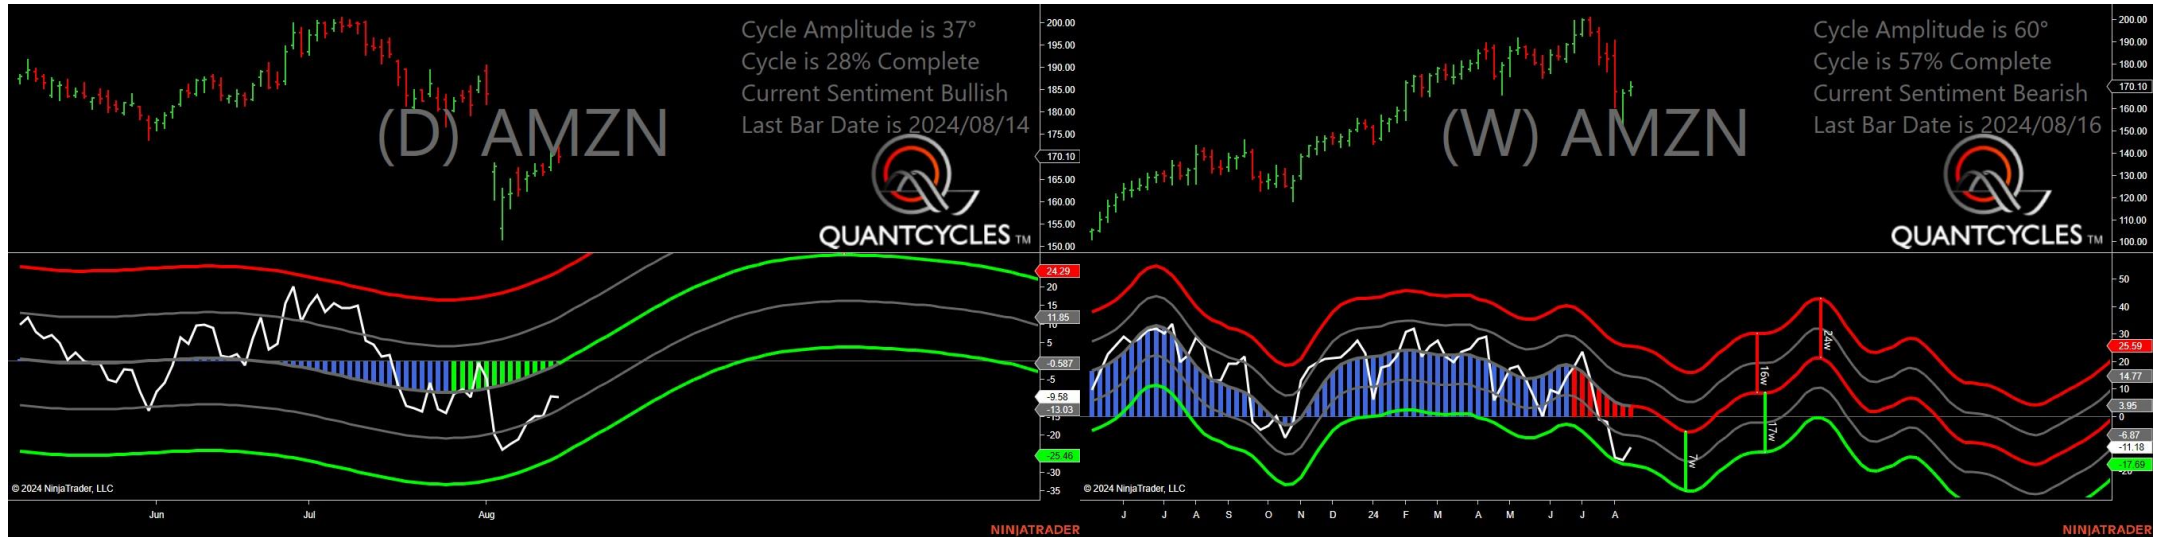 Cycle Amplitude is 37°
Cycle is 28% Complete
Current Sentiment Bullish
Last Bar Date is 2024/08/14
(D) AMZN
QUANTCYCLES TM
200.00
195.00
190.00
185.00
180.00
175.00
170.10
165.00
160.00
155.00
150.00
24.29
20
15
11.85
10
5
-0.587
-5
-9.58
-13.03
-15
-20
-25.46
-30
-35
© 2024 NinjaTrader, LLC
Jun
Jul
Aug
NINJATRADER
Cycle Amplitude is 60°
Cycle is 57% Complete
Current Sentiment Bearish
Last Bar Date is 2024/08/16
(W) AMZN
QUANTCYCLES TM
200.00
190.00
180.00
170.10
160.00
150.00
140.00
130.00
120.00
110.00
100.00
50
40
30
25.59
20
14.77
10
3.95
0
-6.87
-11.18
-17.69
-20
7w
16w
17w
24w
© 2024 NinjaTrader, LLC
J J A S O N D 24 F M A M J J A
NINJATRADER